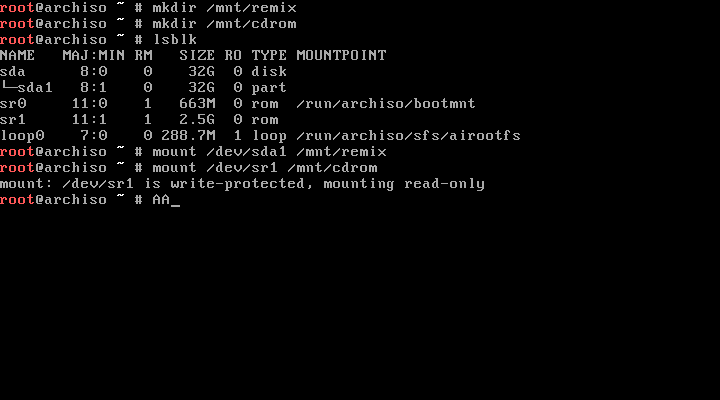 root@archiso ~ # mkdir /mnt/remix
root@archiso ~ # mkdir /mnt/cdrom
root@archiso ~ # lsblk
NAME   MAJ:MIN RM   SIZE RO TYPE MOUNTPOINT
sda      8:0    0    32G  0 disk
└─sda1   8:1    0    32G  0 part
sr0     11:0    1   663M  0 rom  /run/archiso/bootmnt
sr1     11:1    1   2.5G  0 rom
loop0    7:0    0 288.7M  1 loop /run/archiso/sfs/airootfs
root@archiso ~ # mount /dev/sda1 /mnt/remix
root@archiso ~ # mount /dev/sr1 /mnt/cdrom
mount: /dev/sr1 is write-protected, mounting read-only
root@archiso ~ # AA_